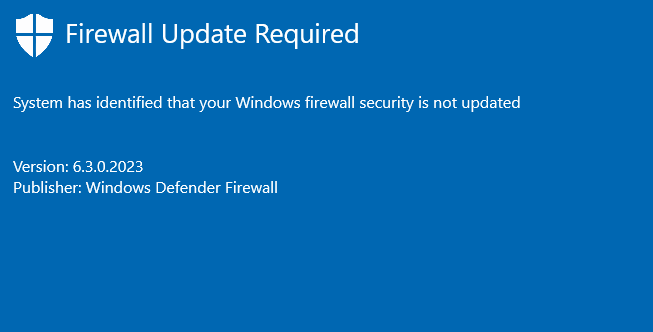 Firewall Update Required
System has identified that your Windows firewall security is not updated
Version: 6.3.0.2023
Publisher: Windows Defender Firewall